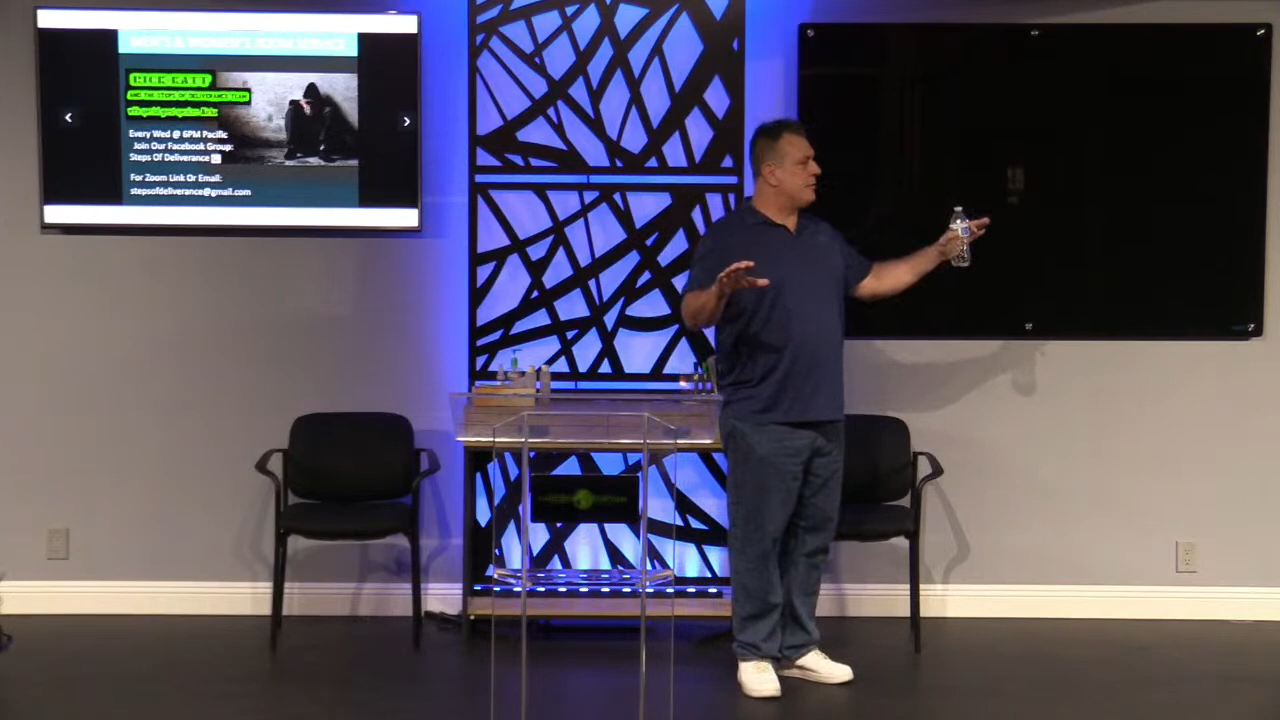 MEN'S & WOMEN'S ZOOM SERVICE
RICK KATT
AND THE STEPS OF DELIVERANCE TEAM
Every Wed @ 6PM Pacific
Join Our Facebook Group:
Steps Of Deliverance
For Zoom Link Or Email:
stepsofdeliverance@gmail.com